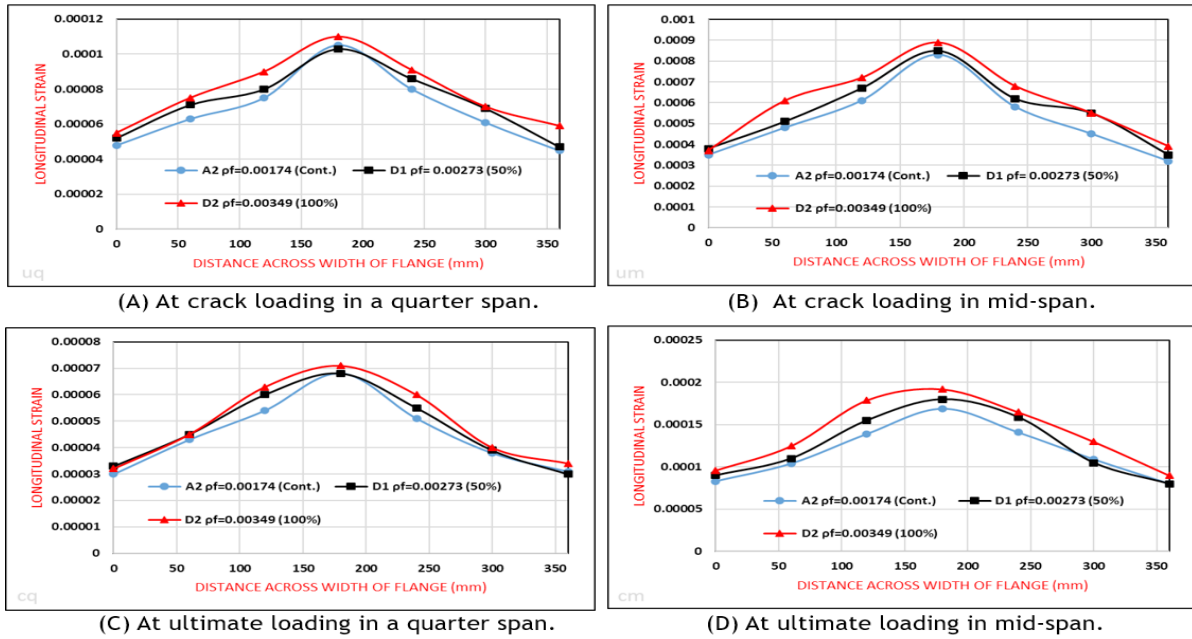 0.00012
0.0001
0.00008
0.00006
0.00004
0.00002
0
LONGITUDINAL STRAIN
A2 ρf=0.00174 (Cont.)
D1 ρf= 0.00273 (50%)
D2 ρf=0.00349 (100%)
0 50 100 150 200 250 300 350
DISTANCE ACROSS WIDTH OF FLANGE (mm)
uq
(A) At crack loading in a quarter span.
0.001
0.0009
0.0008
0.0007
0.0006
0.0005
0.0004
0.0003
0.0002
0.0001
0
LONGITUDINAL STRAIN
A2 ρf=0.00174 (Cont.)
D1 ρf= 0.00273 (50%)
D2 ρf=0.00349 (100%)
0 50 100 150 200 250 300 350
DISTANCE ACROSS WIDTH OF FLANGE (mm)
um
(B) At crack loading in mid-span.
0.00008
0.00007
0.00006
0.00005
0.00004
0.00003
0.00002
0.00001
0
LONGITUDINAL STRAIN
A2 ρf=0.00174 (Cont.)
D1 ρf=0.00273 (50%)
D2 ρf=0.00349 (100%)
0 50 100 150 200 250 300 350
DISTANCE ACROSS WIDTH OF FLANGE (mm)
cq
(C) At ultimate loading in a quarter span.
0.00025
0.0002
0.00015
0.0001
0.00005
0
LONGITUDINAL STRAIN
A2 ρf=0.00174 (Cont.)
D1 ρf=0.00273 (50%)
D2 ρf=0.00349 (100%)
0 50 100 150 200 250 300 350
DISTANCE ACROSS WIDTH OF FLANGE (mm)
cm
(D) At ultimate loading in mid-span.